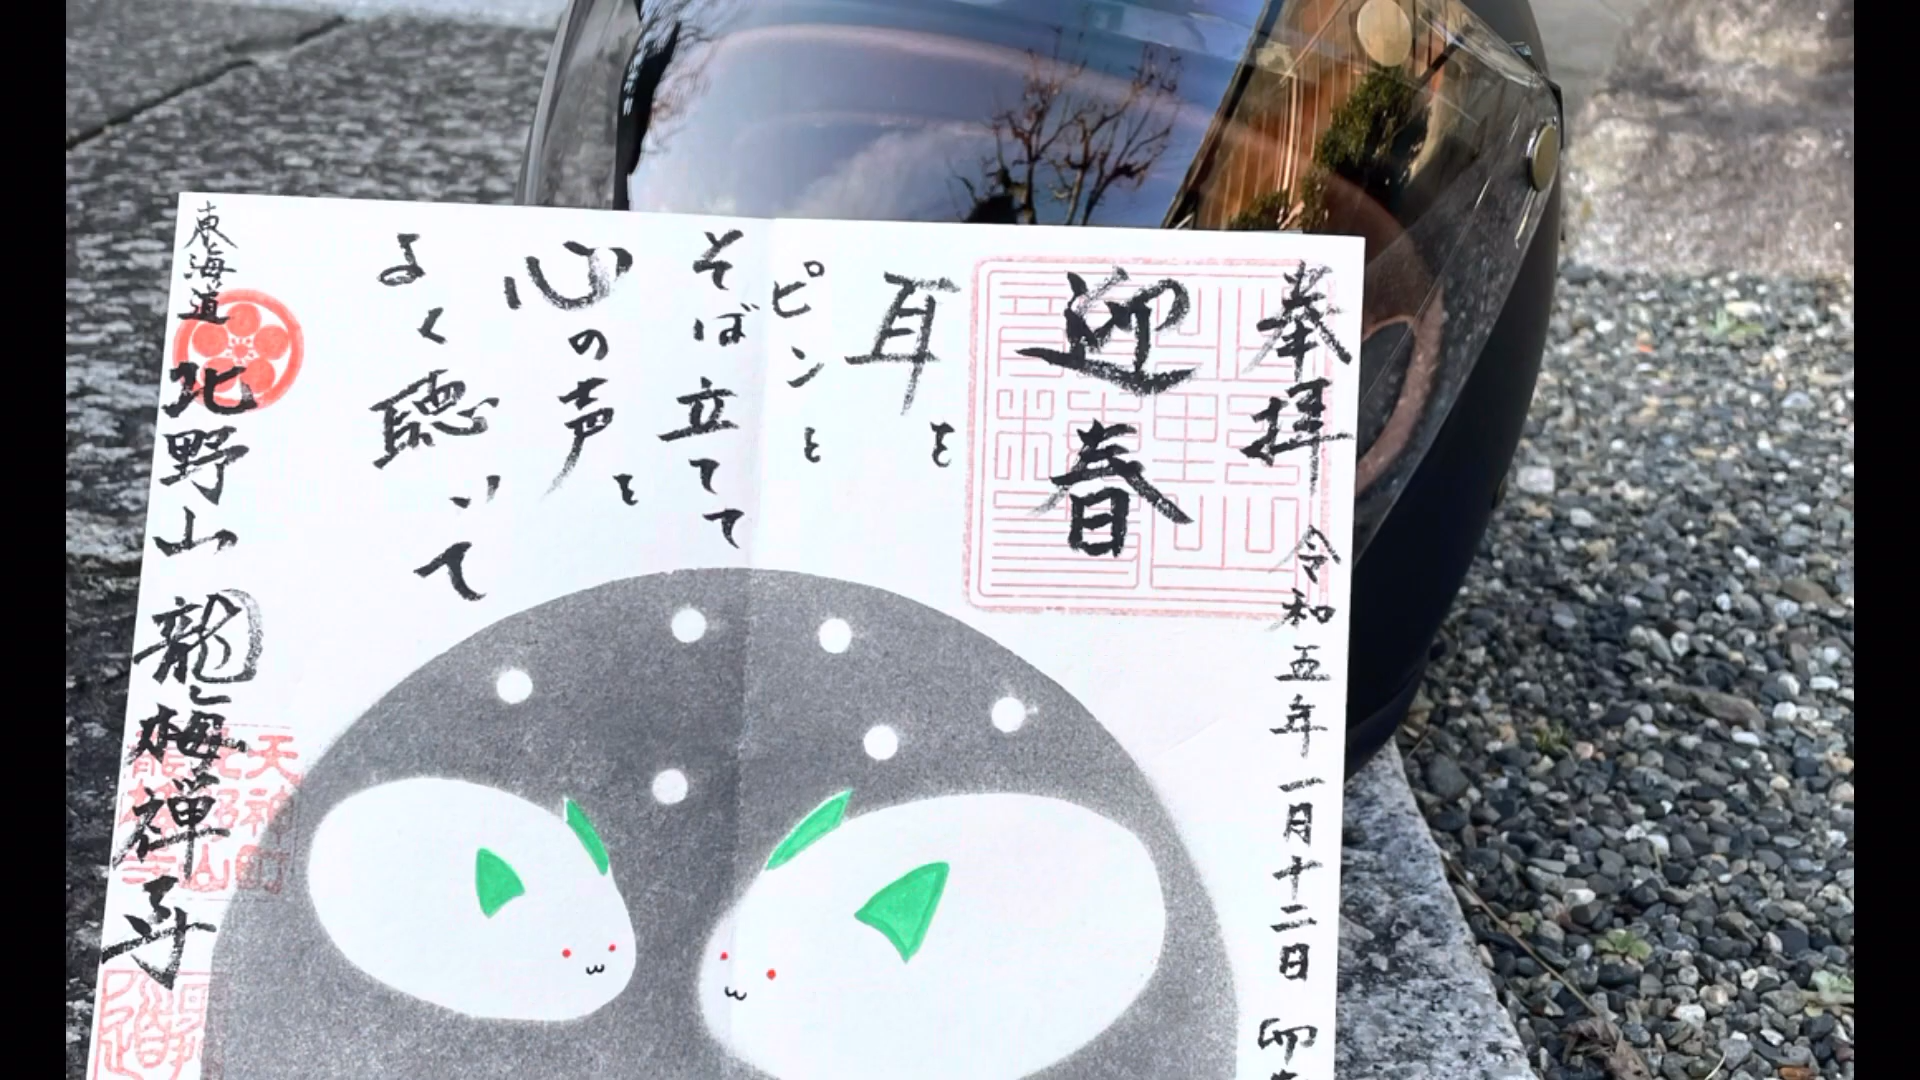 奉拝 令和五年一月十二日 卯
迎春
耳を
ピンと
そば立てて
心の声を
よく聴いて
東海道 北野山 龍梅禅寺